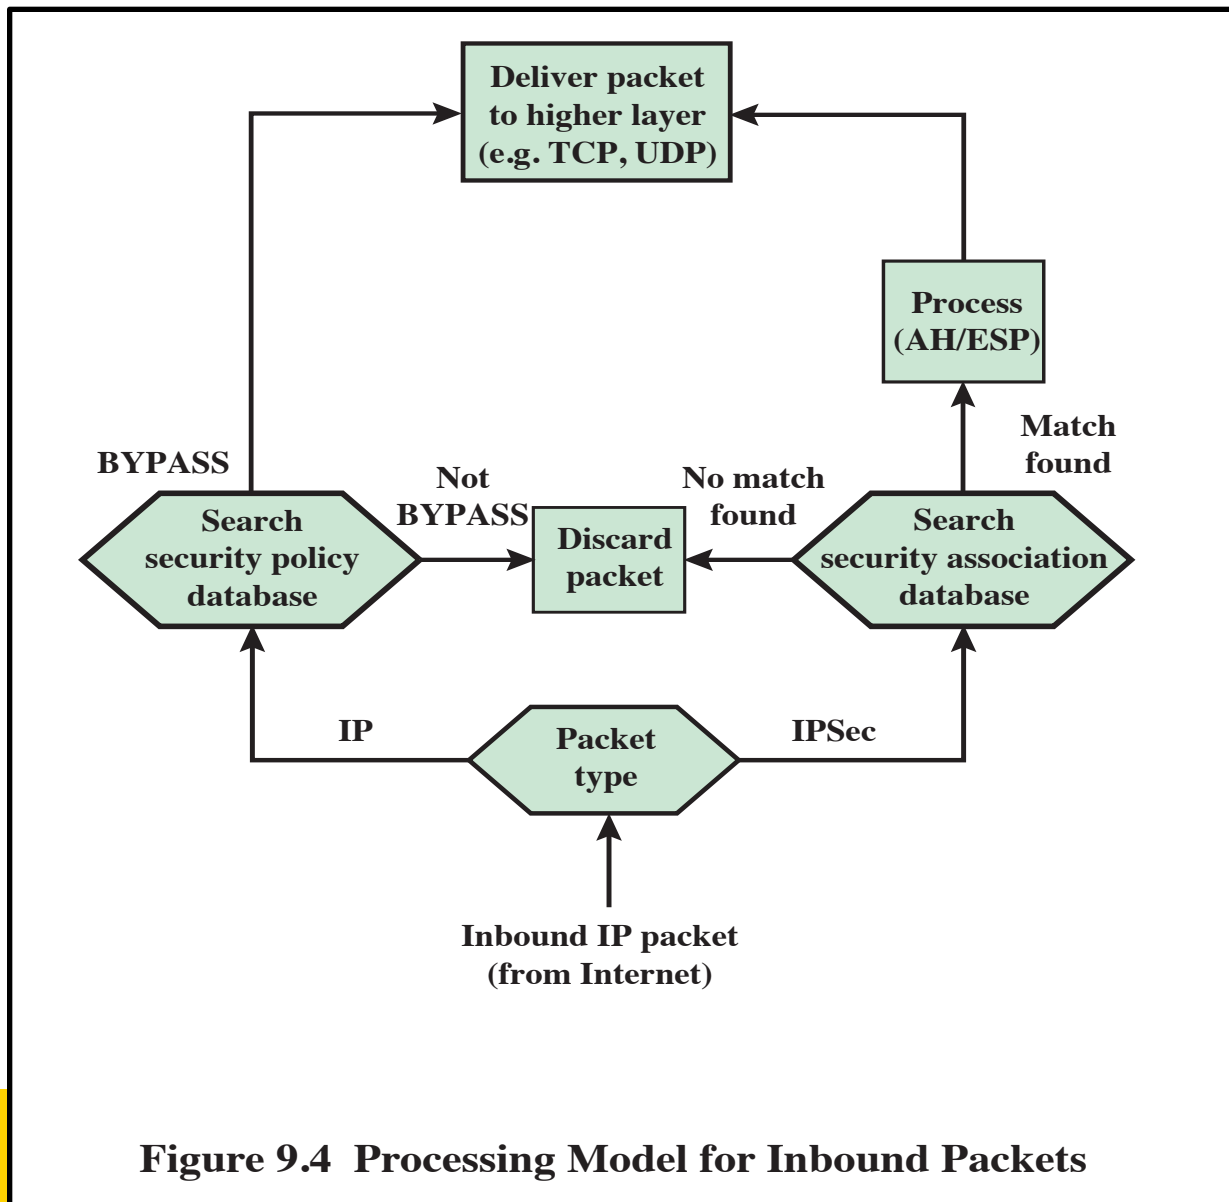 Deliver packet
to higher layer
(e.g. TCP, UDP)
Process
(AH/ESP)
BYPASS
Not
BYPASS
No match
found
Match
found
Search
security policy
database
Discard
packet
Search
security association
database
IP
Packet
type
IPSec
Inbound IP packet
(from Internet)
Figure 9.4 Processing Model for Inbound Packets